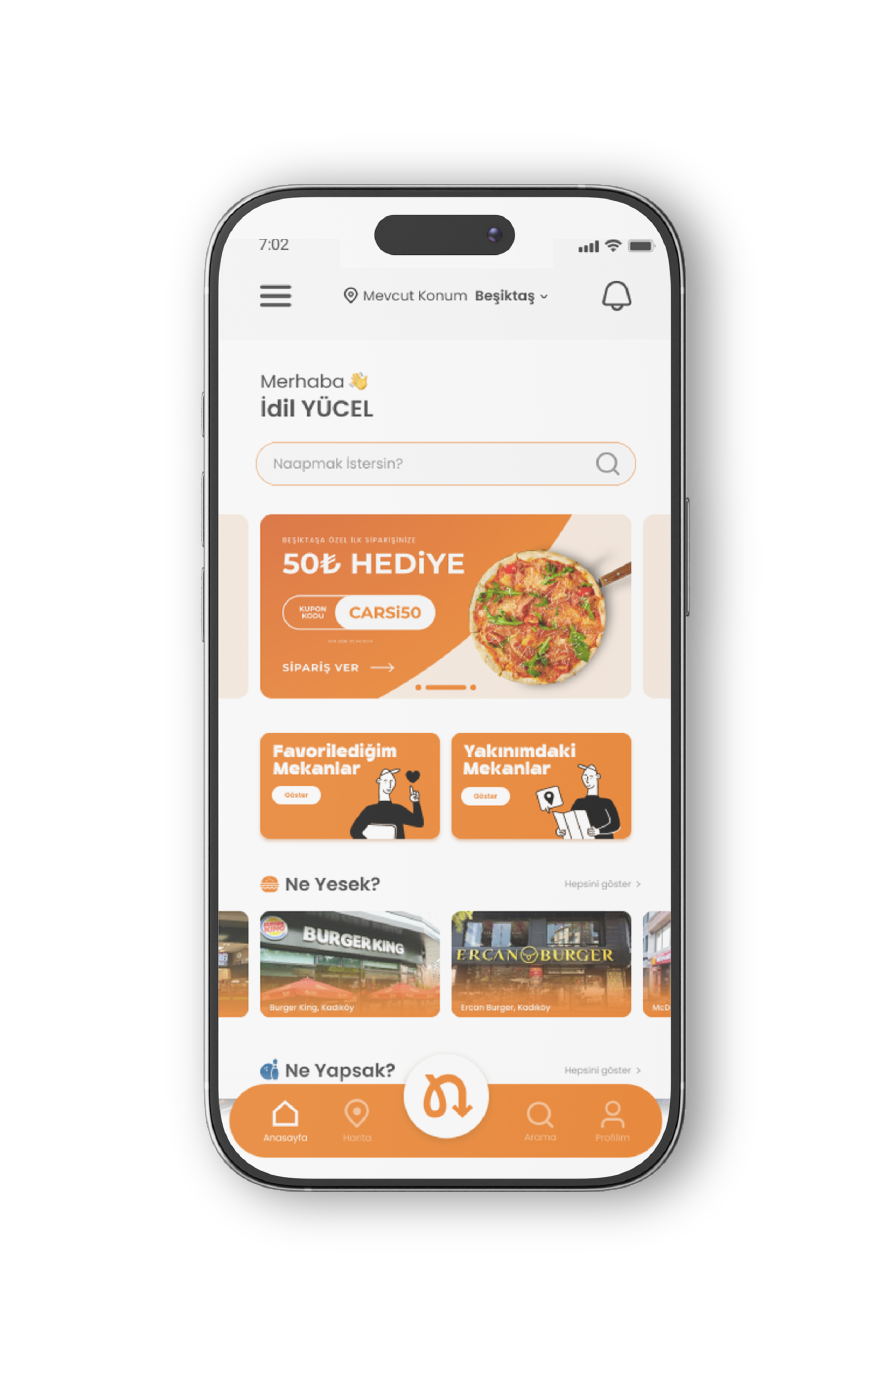 7:02
Mevcut Konum Beşiktaş
Merhaba 👋
İdil YÜCEL
Naapmak İstersin?
BEŞİKTAŞA ÖZEL İLK SİPARİŞİNİZE
50₺ HEDİYE
KUPON
KODU
CARSİ50
SİPARİŞ VER
Favorilediğim
Mekanlar
Göster
Yakınımdaki
Mekanlar
Göster
Ne Yesek?
Hepsini göster >
BURGER KING
BURGER KING
Burger King, Kadıköy
ERCAN BURGER
Ercan Burger, Kadıköy
McD
Ne Yapsak?
Hepsini göster >
Anasayfa
Harita
Arama
Profilim